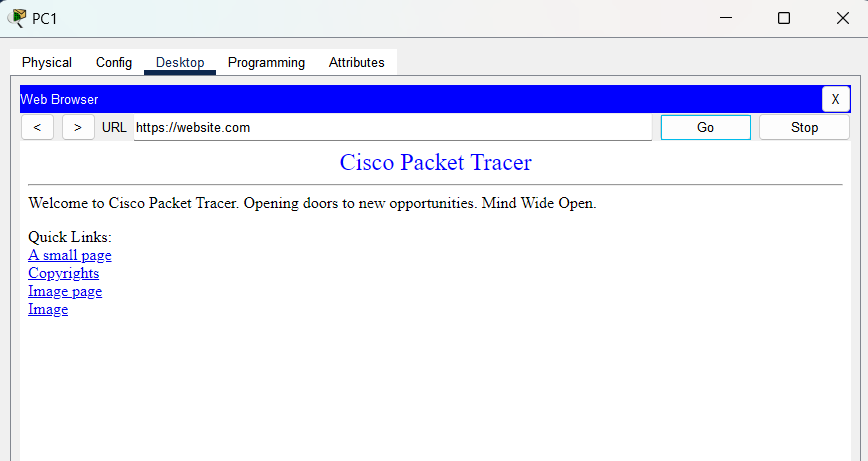 PC1
Physical Config Desktop Programming Attributes
Web Browser X
< > URL https://website.com Go Stop
Cisco Packet Tracer
Welcome to Cisco Packet Tracer. Opening doors to new opportunities. Mind Wide Open.
Quick Links:
A small page
Copyrights
Image page
Image